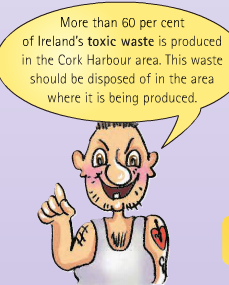 More than 60 per cent
of Ireland's toxic waste is produced
in the Cork Harbour area. This waste
should be disposed of in the area
where it is being produced.